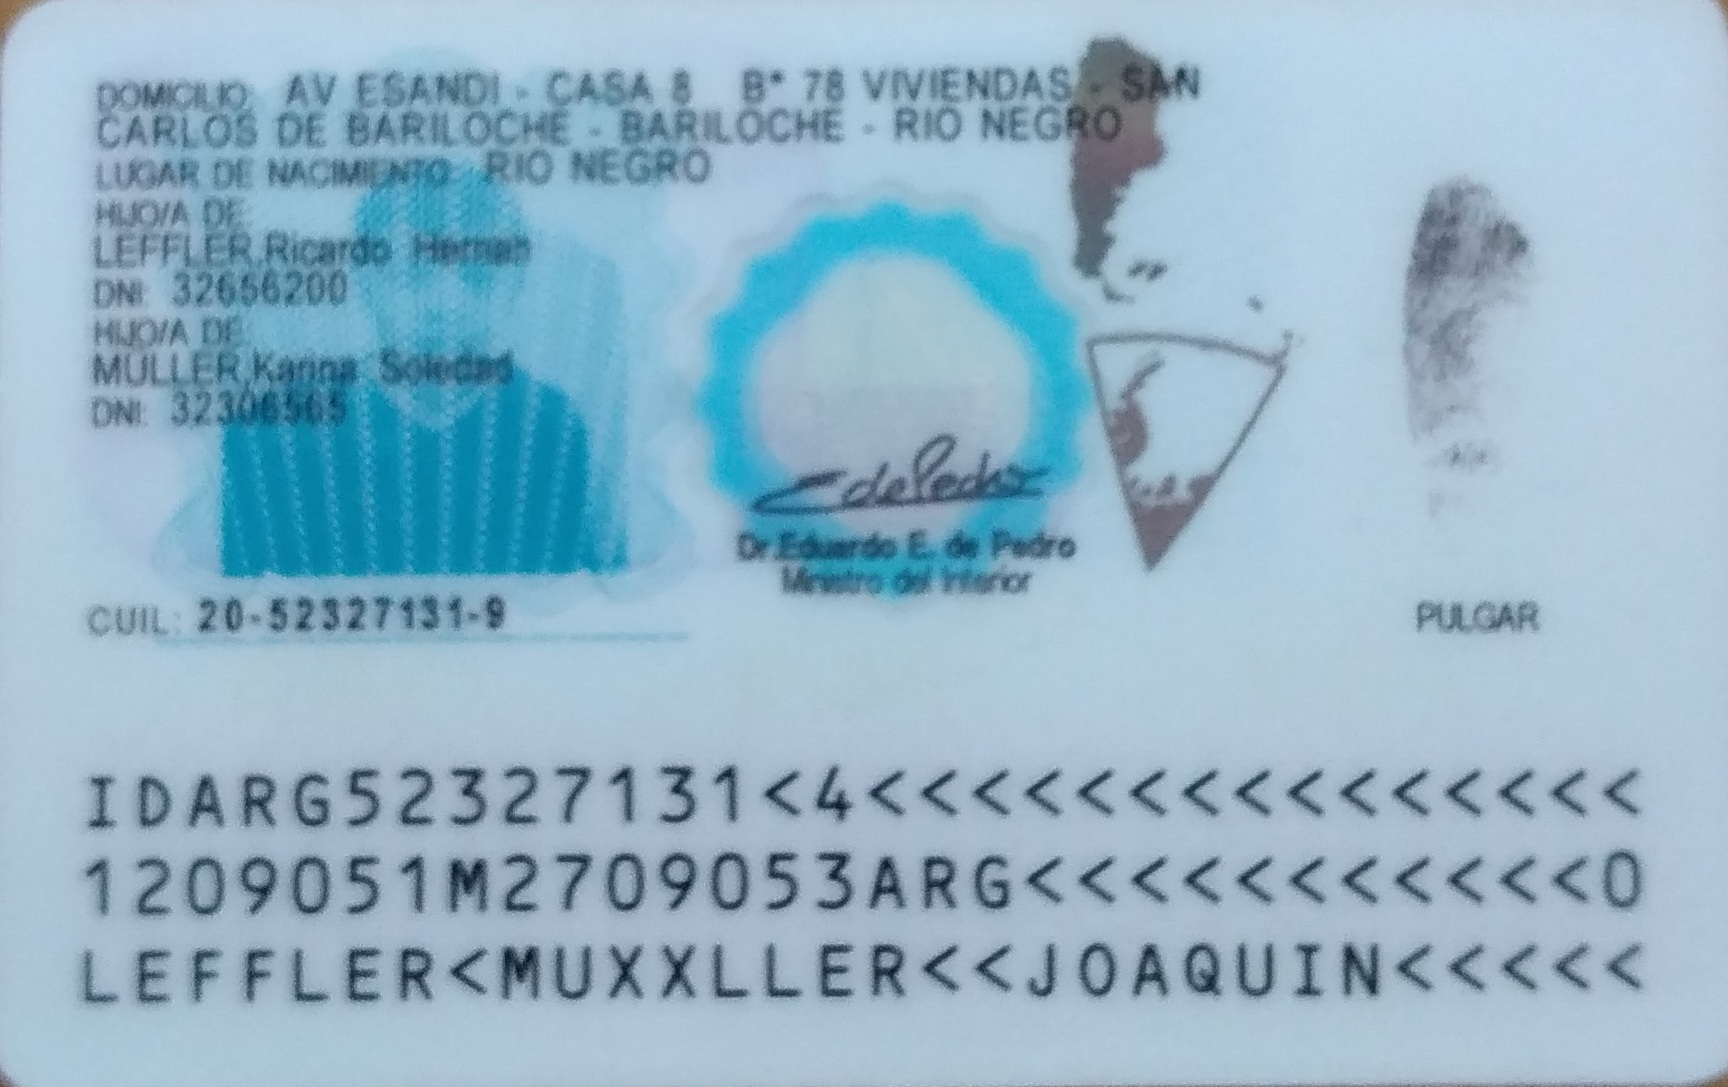 DOMICILIO: AV ESANDI - CASA 8 B° 78 VIVIENDAS - SAN
CARLOS DE BARILOCHE - BARILOCHE - RIO NEGRO
LUGAR DE NACIMIENTO: RIO NEGRO
HIJO/A DE:
LEFFLER,Ricardo Hernan
DNI: 32656200
HIJO/A DE:
MULLER,Karina Soledad
DNI: 32306565
CdePedro
Dr.Eduardo E. de Pedro
Ministro del Interior
CUIL: 20-52327131-9
PULGAR
IDARG52327131<4<<<<<<<<<<<<<<<
1209051M2709053ARG<<<<<<<<<<<0
LEFFLER<MUXXLLER<<JOAQUIN<<<<<